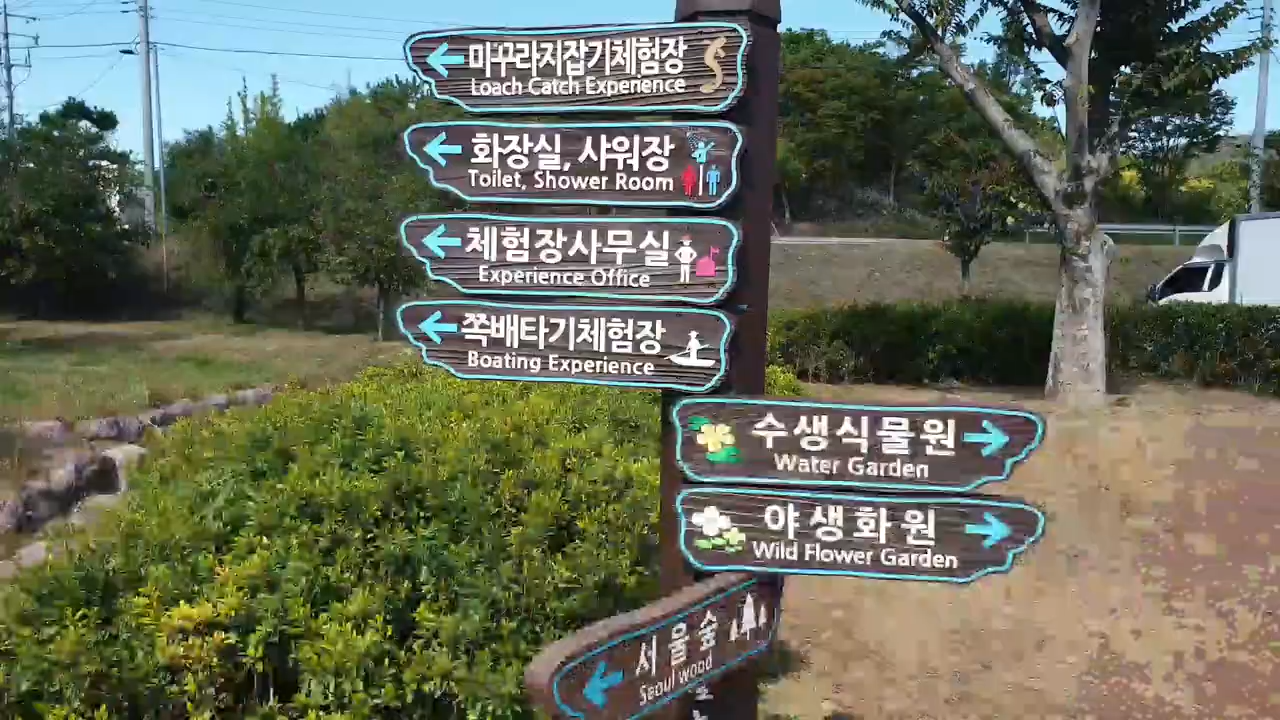 미꾸라지잡기체험장
Loach Catch Experience
화장실, 샤워장
Toilet, Shower Room
체험장사무실
Experience Office
쪽배타기체험장
Boating Experience
수생식물원
Water Garden
야생화원
Wild Flower Garden
서울숲
Seoul wood